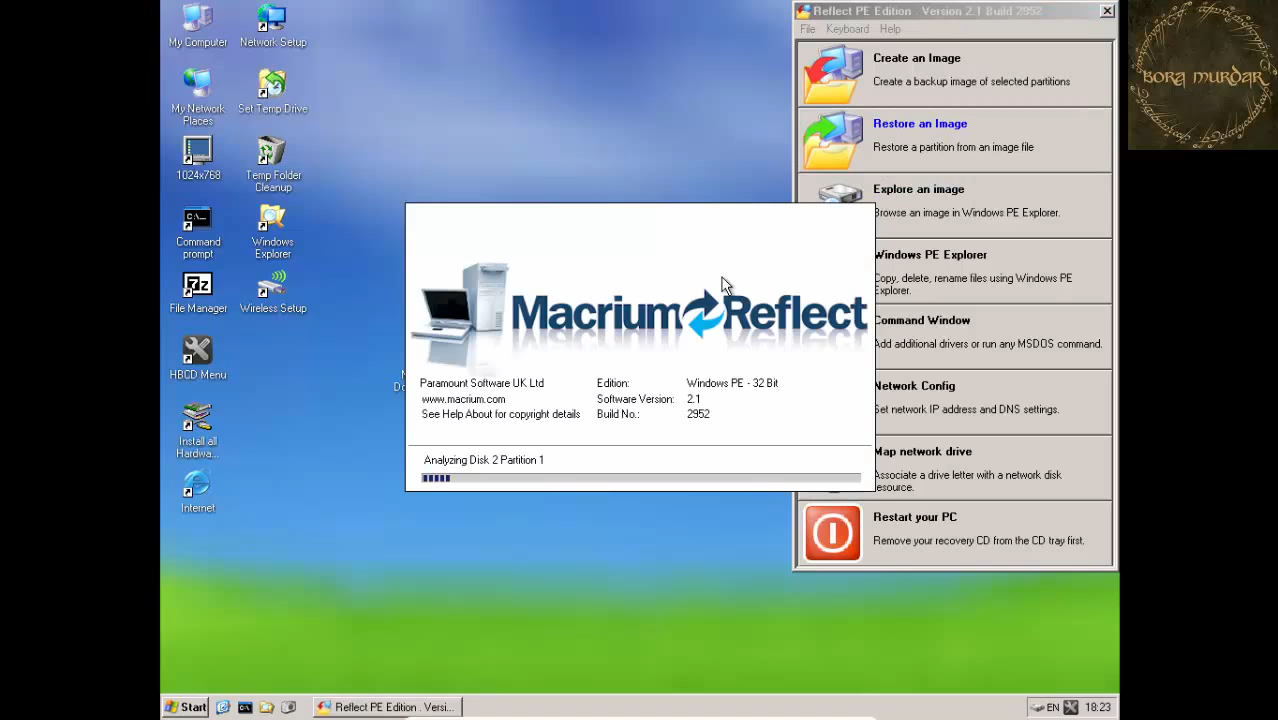 My Computer
Network Setup
My Network
Places
Set Temp Drive
1024x768
Temp Folder
Cleanup
Command
prompt
Windows
Explorer
File Manager
Wireless Setup
HBCD Menu
Install all
Hardwa...
Internet
Reflect PE Edition - Version 2.1 Build 2952
File Keyboard Help
Create an Image
Create a backup image of selected partitions
Restore an Image
Restore a partition from an image file
Explore an image
Browse an image in Windows PE Explorer.
Windows PE Explorer
Copy, delete, rename files using Windows PE
Explorer.
Command Window
Add additional drivers or run any MSDOS command.
Network Config
Set network IP address and DNS settings.
Map network drive
Associate a drive letter with a network disk
resource.
Restart your PC
Remove your recovery CD from the CD tray first.
Macrium Reflect
Paramount Software UK Ltd
www.macrium.com
See Help About for copyright details
Edition: Windows PE - 32 Bit
Software Version: 2.1
Build No.: 2952
Analyzing Disk 2 Partition 1
Start
Reflect PE Edition . Versi...
EN
18:23
BORA MURDAR